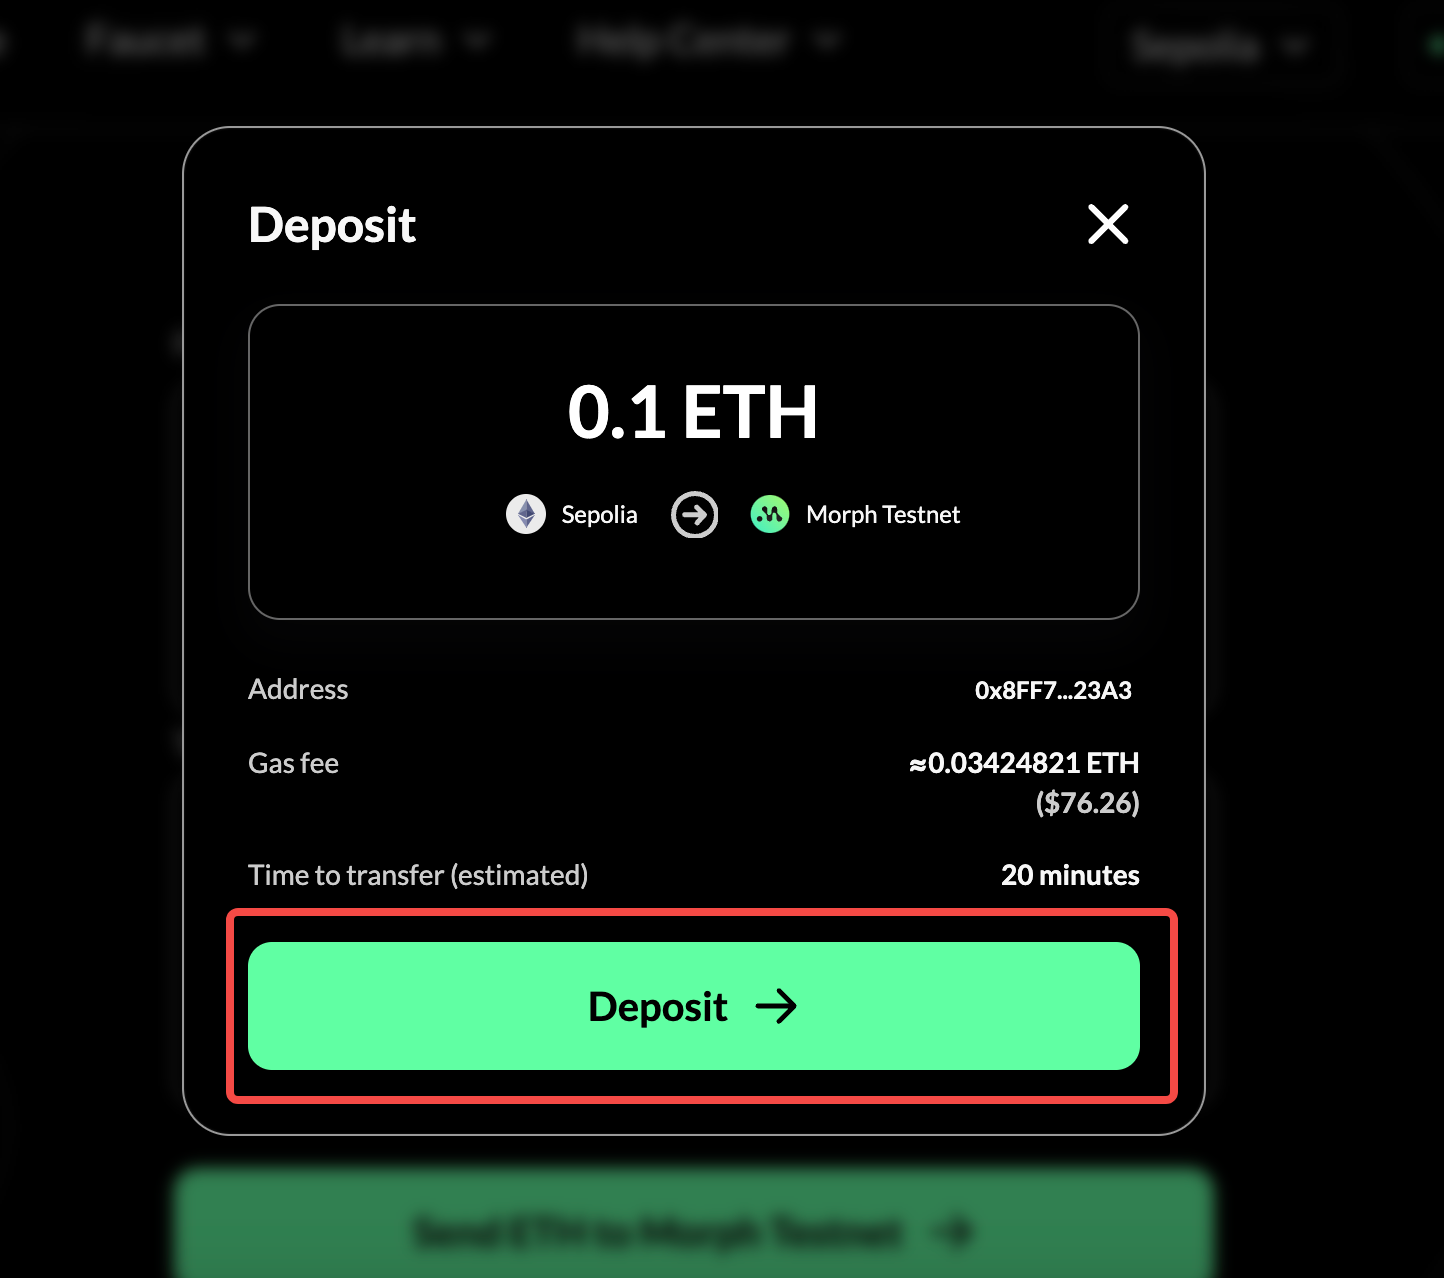 Faucet Learn Help Center Sepolia
Deposit
0.1 ETH
Sepolia Morph Testnet
Address 0x8FF7...23A3
Gas fee ≈0.03424821 ETH
($76.26)
Time to transfer (estimated) 20 minutes
Deposit
Send ETH to Morph Testnet